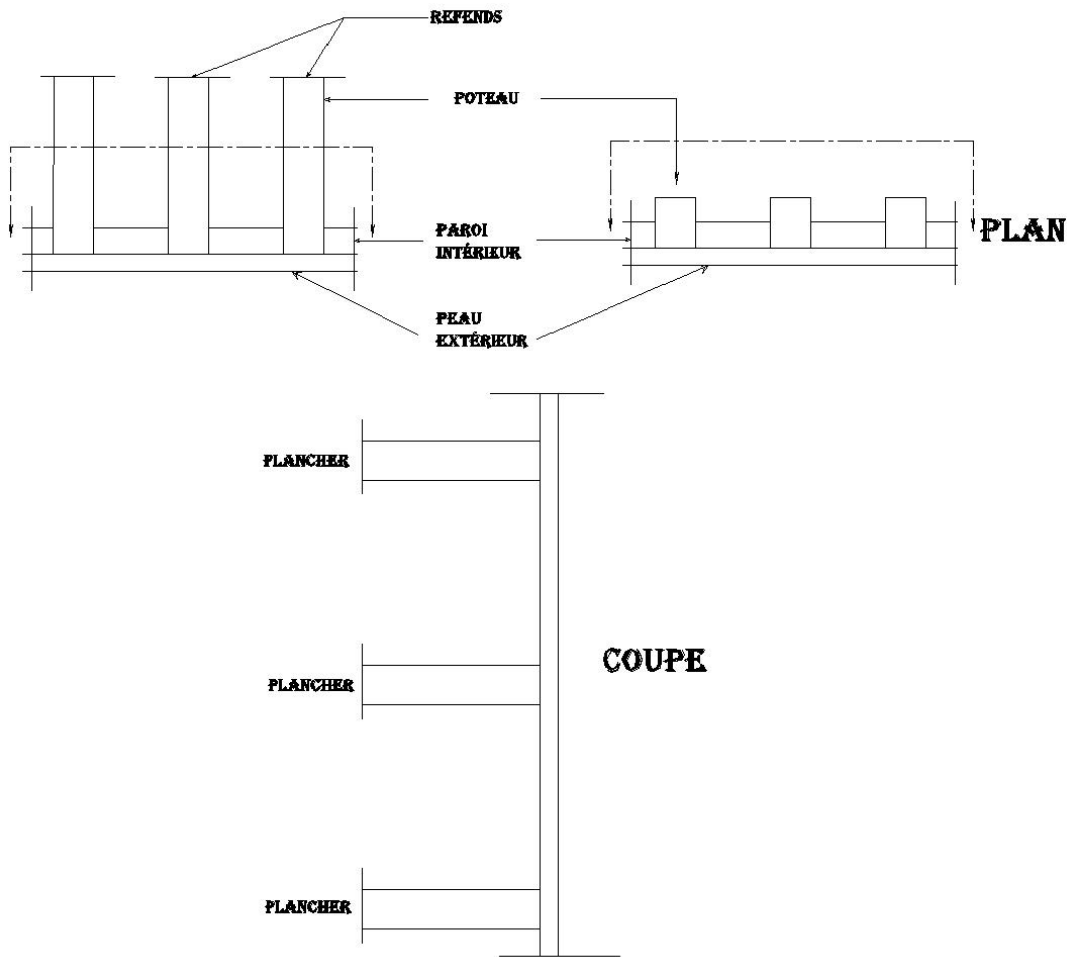 REFENDS
POTEAU
PAROI
INTÉRIEUR
PLAN
PEAU
EXTÉRIEUR
PLANCHER
COUPE
PLANCHER
PLANCHER